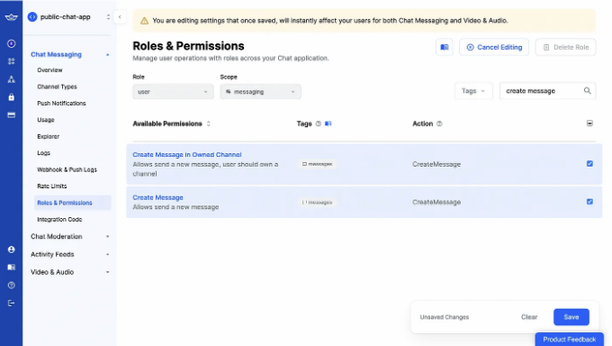 public-chat-app
You are editing settings that once saved, will instantly affect your users for both Chat Messaging and Video & Audio.
Chat Messaging
Overview
Channel Types
Push Notifications
Usage
Explorer
Logs
Webhook & Push Logs
Rate Limits
Roles & Permissions
Integration Code
Chat Moderation
Activity Feeds
Video & Audio
Roles & Permissions
Manage user operations with roles across your Chat application.
Cancel Editing
Delete Role
Role
Scope
user
messaging
Tags
create message
Available Permissions
Tags
Action
Create Message in Owned Channel
Allows send a new message, user should own a
channel
messages
CreateMessage
Create Message
Allows send a new message
messages
CreateMessage
Unsaved Changes
Clear
Save
Product Feedback